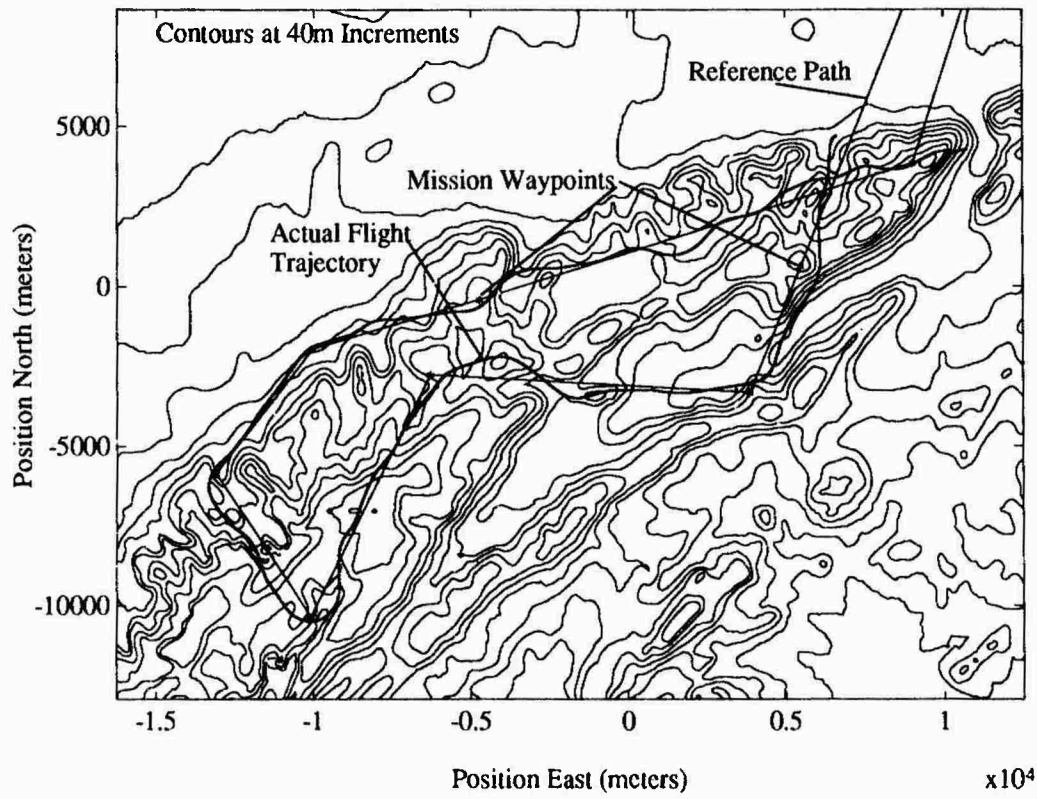 Contours at 40m Increments
Reference Path
Mission Waypoints
Actual Flight
Trajectory
Position North (meters)
5000
0
-5000
-10000
-1.5
-1
-0.5
0
0.5
1
Position East (meters)
x10⁴